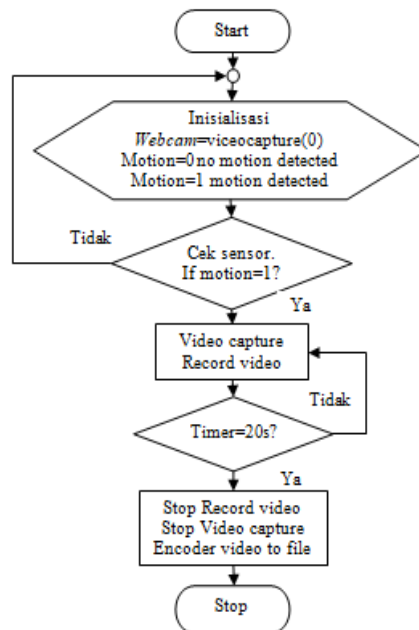 Start
Inisialisasi
Webcam=viceocapture(0)
Motion=0 no motion detected
Motion=1 motion detected
Tidak
Cek sensor.
If motion=1?
Ya
Video capture
Record video
Tidak
Timer=20s?
Ya
Stop Record video
Stop Video capture
Encoder video to file
Stop